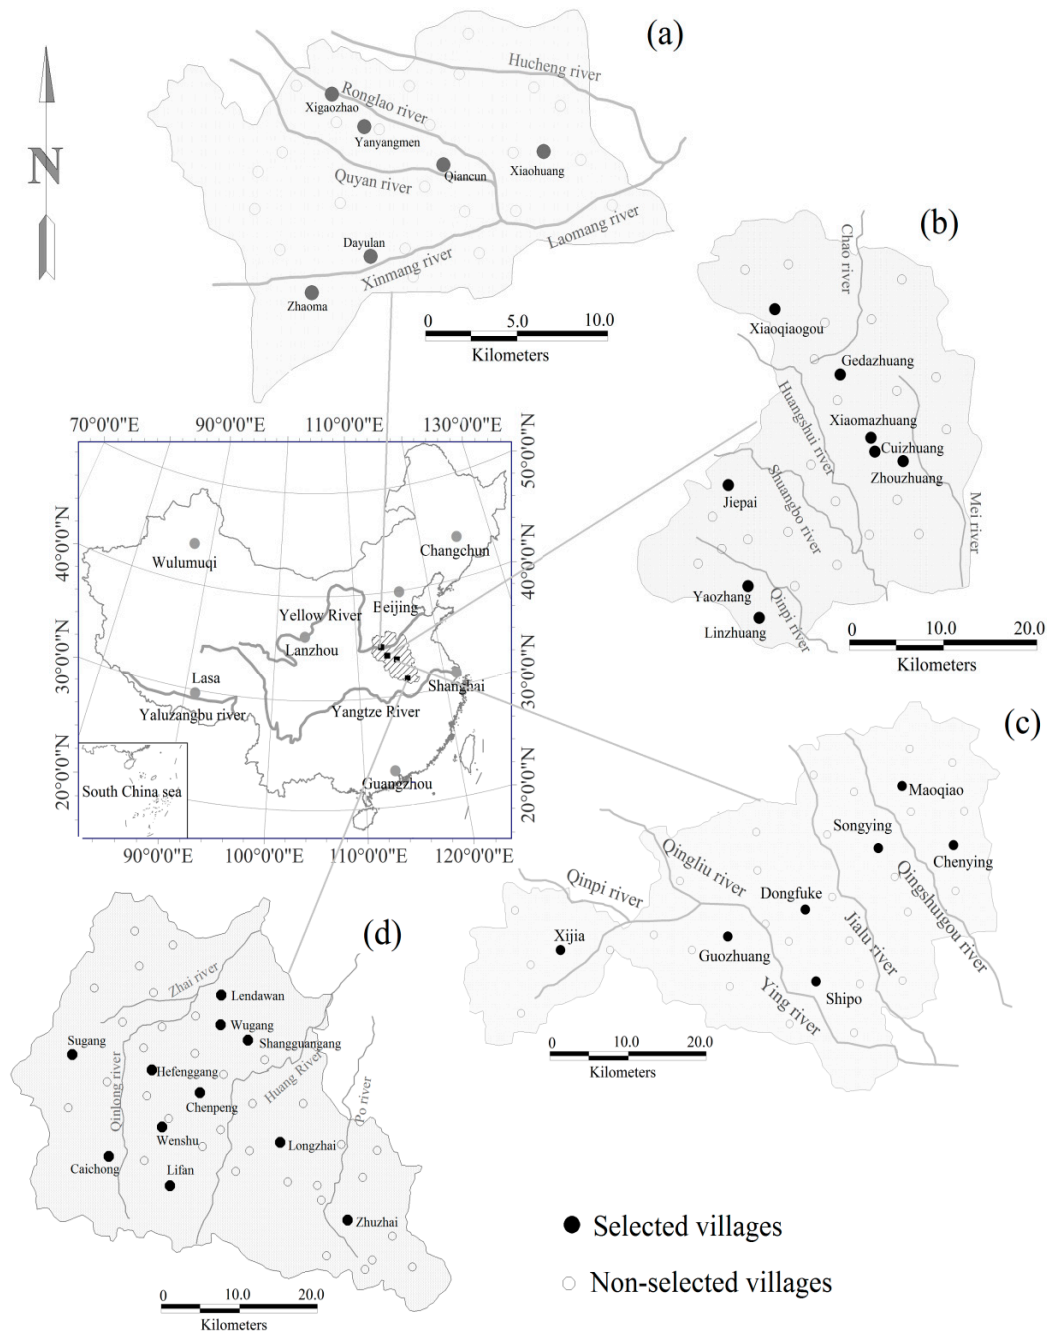 (a)
Hucheng river
Ronglao river
Xigaozhao
Yanyangmen
Qiancun
Xiaohuang
Quyan river
Laomang river
Dayulan
Xinmang river
Zhaoma
0 5.0 10.0
Kilometers
N
(b)
Chao river
Xiaoqiaogou
Gedazhuang
Huangshui river
Xiaomazhuang
Cuizhuang
Zhouzhuang
Shuangbo river
Jiepai
Mei river
Yaozhang
Qinpi river
Linzhuang
0 10.0 20.0
Kilometers
70°0'0"E 90°0'0"E 110°0'0"E 130°0'0"E
50°0'0"N
40°0'0"N
30°0'0"N
20°0'0"N
40°0'0"N
30°0'0"N
20°0'0"N
90°0'0"E 100°0'0"E 110°0'0"E 120°0'0"E
Wulumuqi
Changchun
Beijing
Yellow River
Lanzhou
Lasa
Shanghai
Yaluzangbu river
Yangtze River
Guangzhou
South China sea
(c)
Maoqiao
Songying
Chenying
Qingliu river
Qinpi river
Dongfuke
Qingshuigou river
Jialu river
Xijia
Guozhuang
Shipo
Ying river
0 10.0 20.0
Kilometers
(d)
Zhai river
Lendawan
Wugang
Shangguangang
Sugang
Hefenggang
Huang River
Chenpeng
Po river
Qinlong river
Wenshu
Longzhai
Caichong
Lifan
Zhuzhai
0 10.0 20.0
Kilometers
Selected villages
Non-selected villages